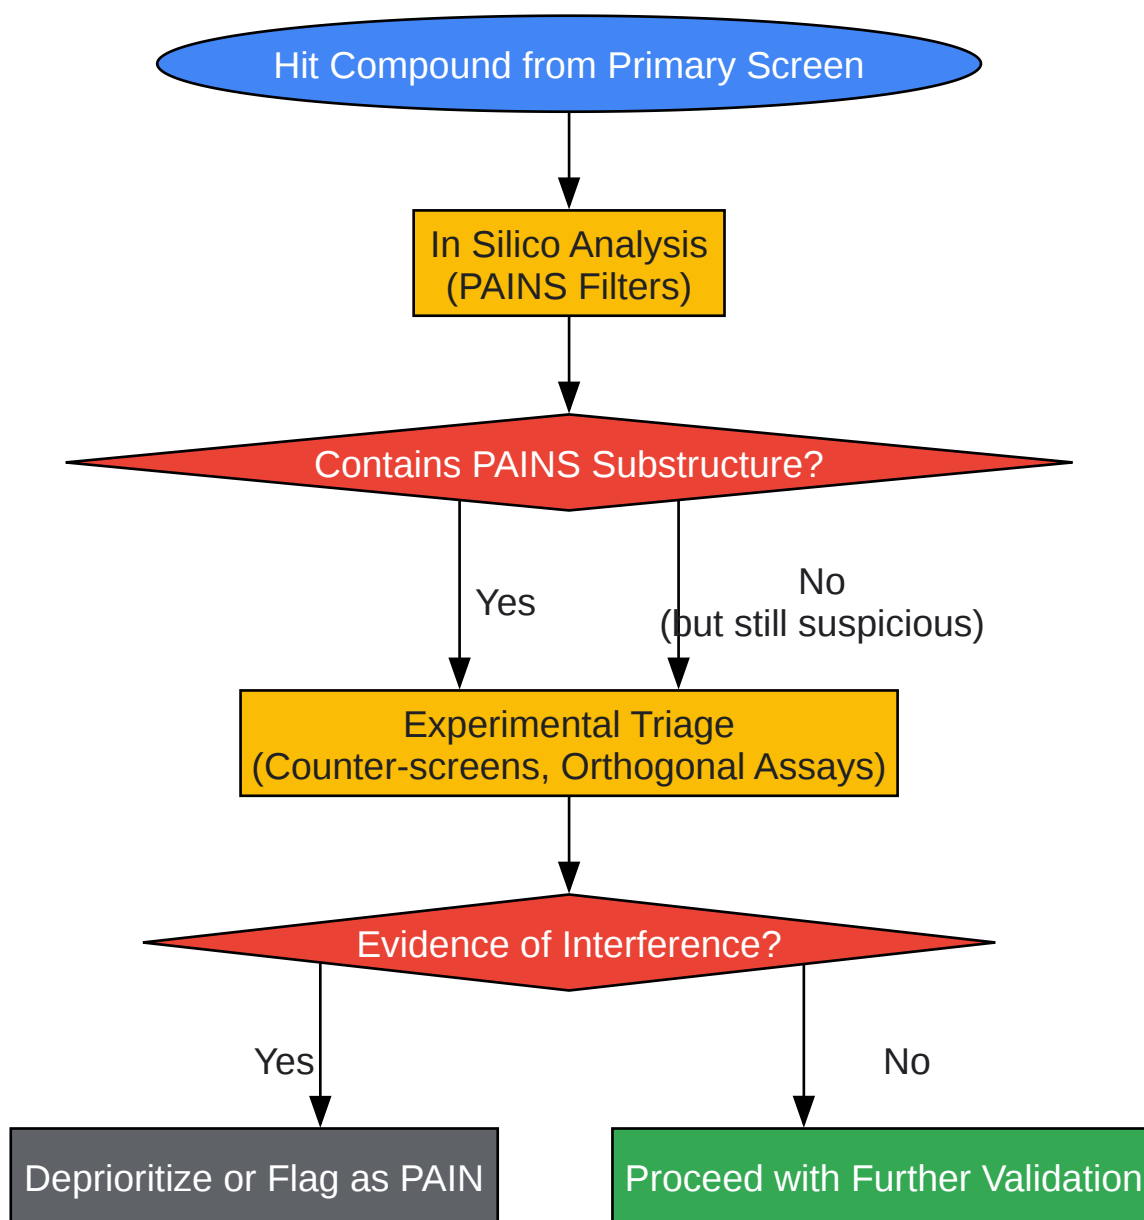 Hit Compound from Primary Screen
In Silico Analysis
(PAINS Filters)
Contains PAINS Substructure?
Yes
No
(but still suspicious)
Experimental Triage
(Counter-screens, Orthogonal Assays)
Evidence of Interference?
Yes
No
Deprioritize or Flag as PAIN
Proceed with Further Validation